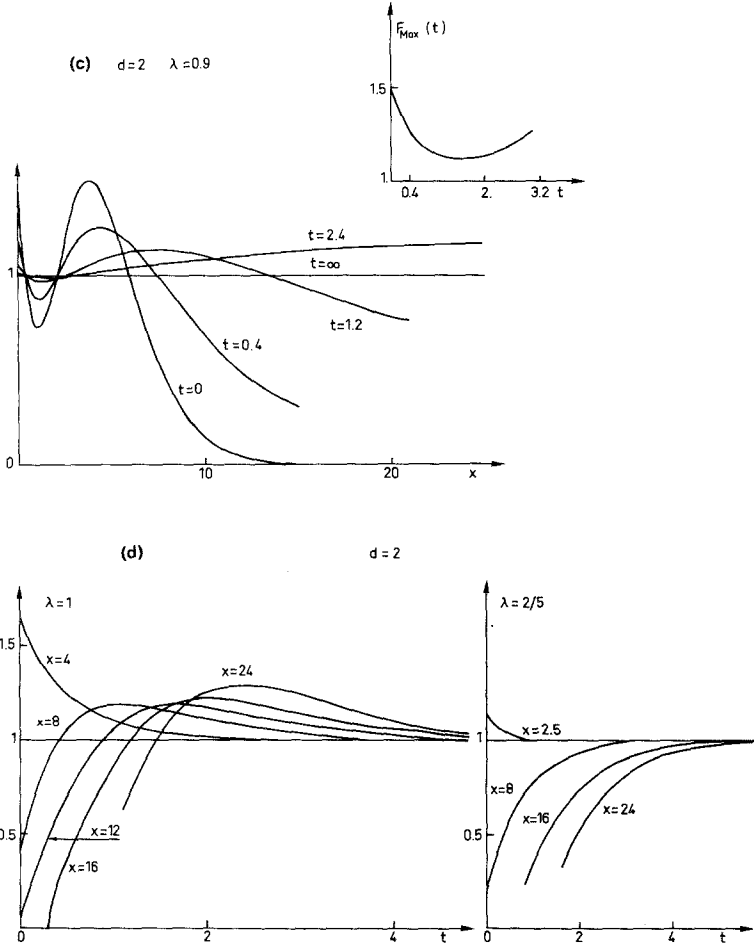 F_Max (t)
(c) d=2 λ=0.9
1.5
1.
0.4 2. 3.2 t
t=2.4
1
t=∞
t=1.2
t=0.4
t=0
0
10 20 x
(d) d=2
λ=1
1.5
x=4
x=24
x=8
1
0.5
x=12
x=16
0 2 4 t
λ=2/5
1
x=2.5
x=8
x=16
x=24
0.5
0 2 4 t